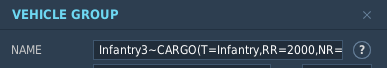 VEHICLE GROUP ×
NAME Infantry3~CARGO(T=Infantry,RR=2000,NR= ?